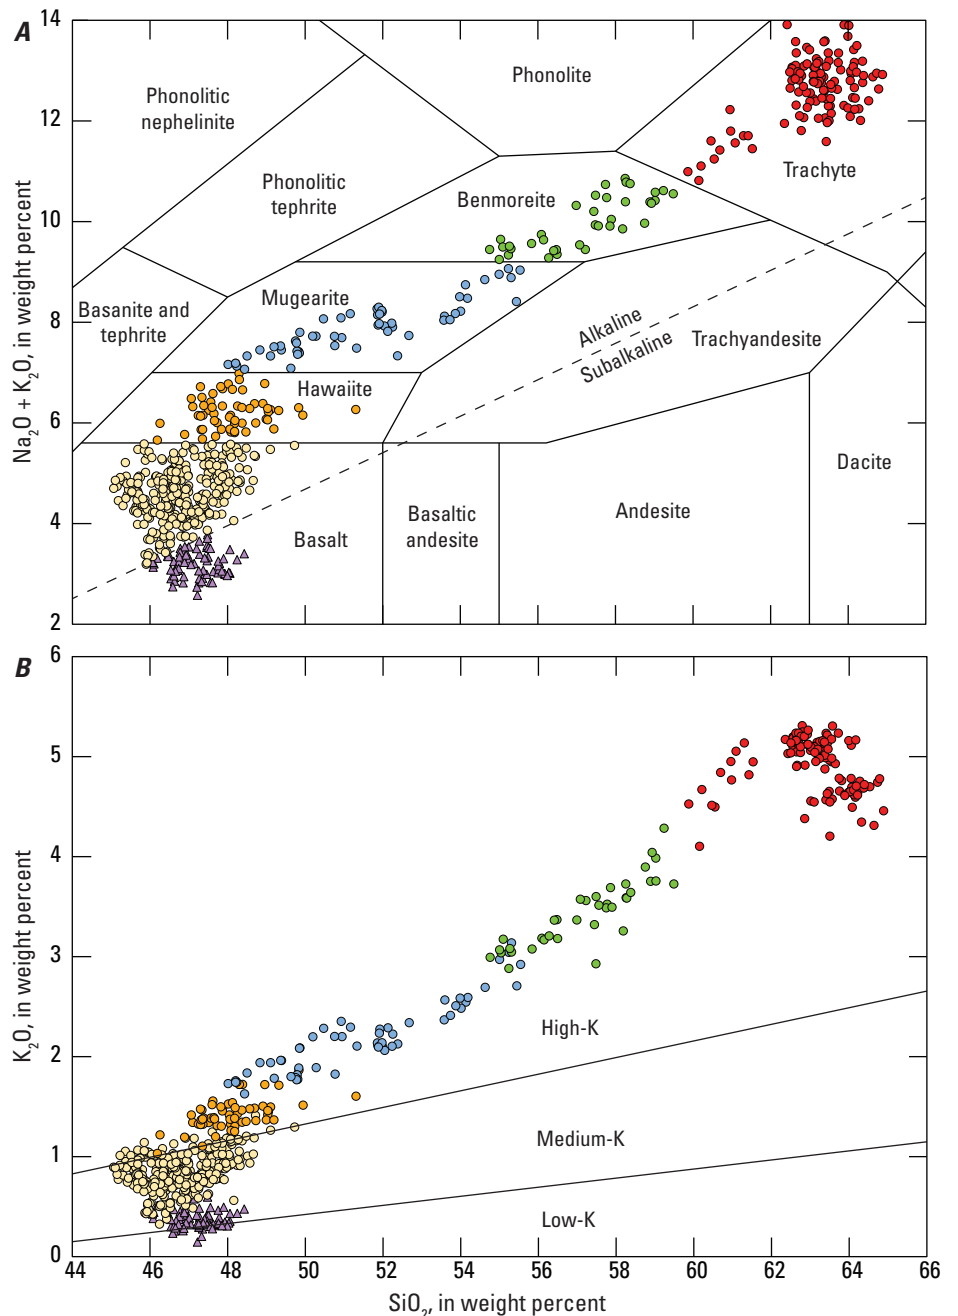 A
14
12
10
8
6
4
2
Na2O + K2O, in weight percent
Phonolite
Phonolitic
nephelinite
Trachyte
Phonolitic
tephrite
Benmoreite
Mugearite
Basanite and
tephrite
Alkaline
Subalkaline
Trachyandesite
Hawaiite
Dacite
Basalt
Basaltic
andesite
Andesite
B
6
5
4
3
2
1
0
K2O, in weight percent
High-K
Medium-K
Low-K
44 46 48 50 52 54 56 58 60 62 64 66
SiO2, in weight percent